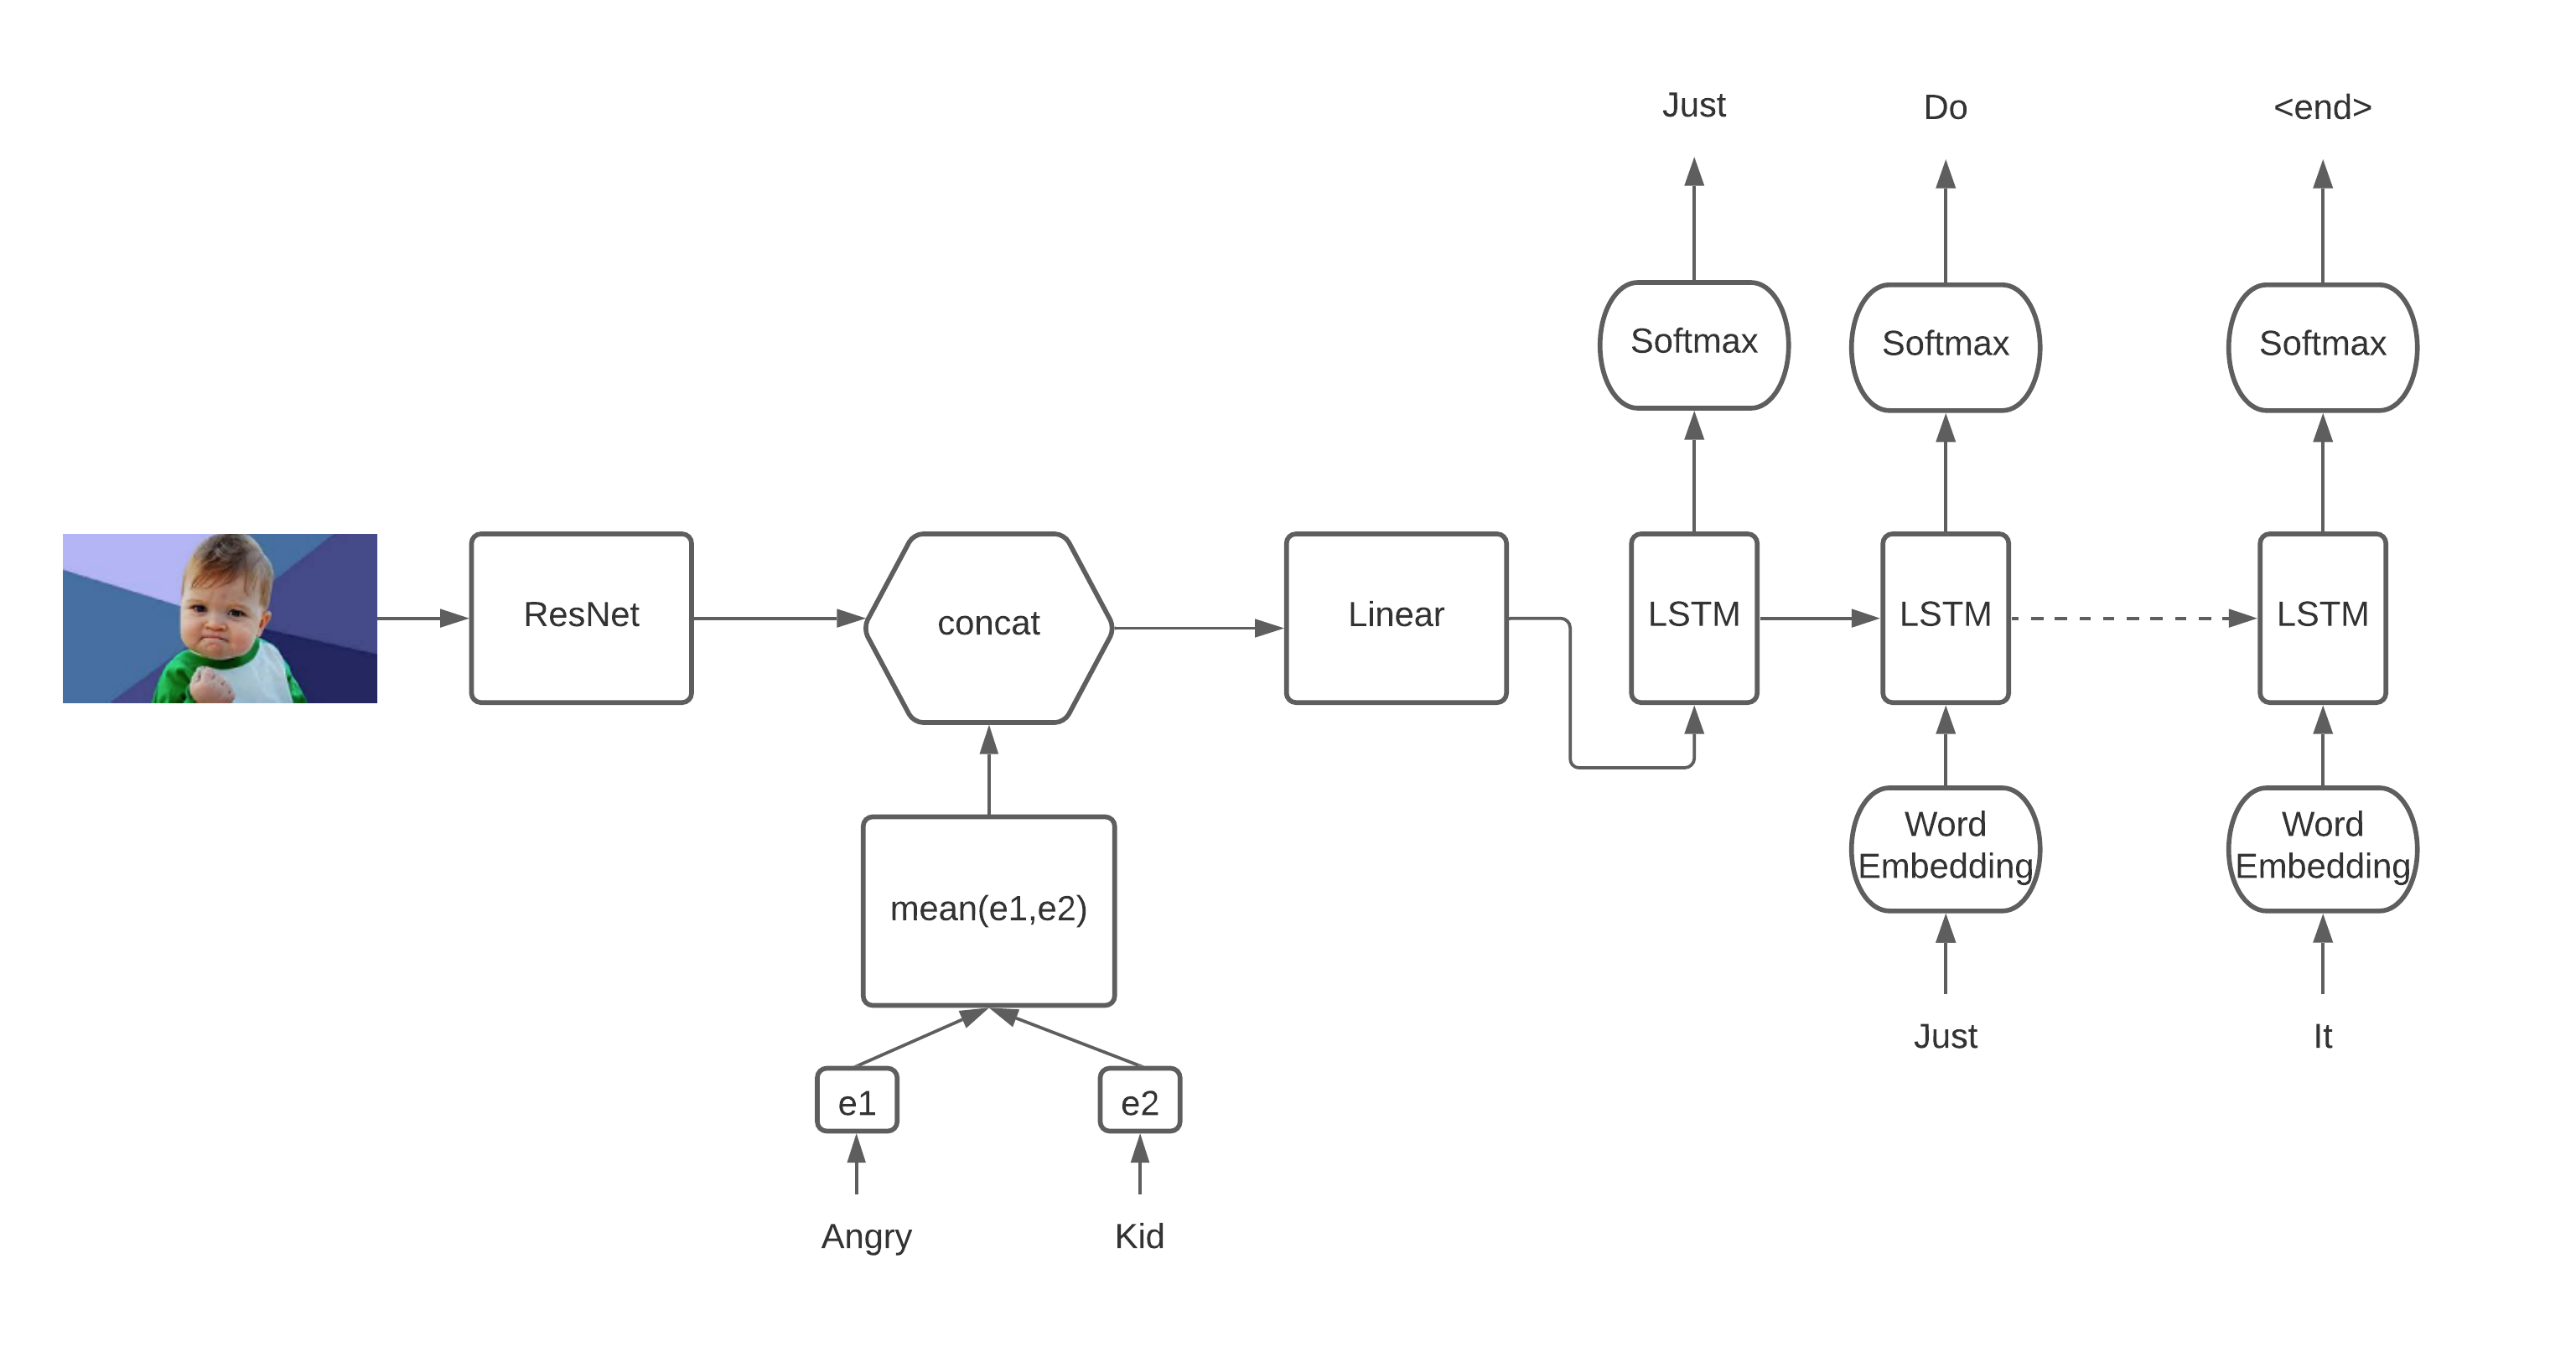 Just
Do
<end>
Softmax
Softmax
Softmax
ResNet
concat
Linear
LSTM
LSTM
LSTM
mean(e1,e2)
Word
Embedding
Word
Embedding
e1
e2
Just
It
Angry
Kid